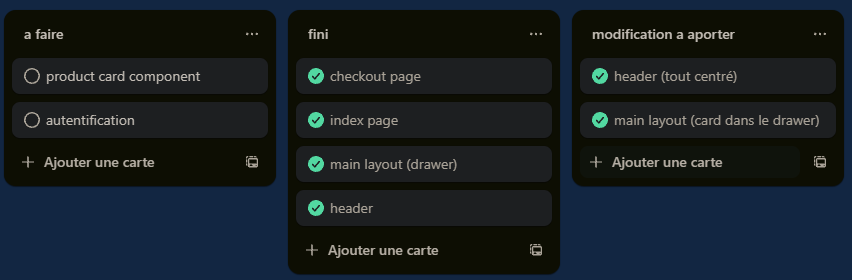 a faire
product card component
autentification
Ajouter une carte
fini
checkout page
index page
main layout (drawer)
header
Ajouter une carte
modification a aporter
header (tout centré)
main layout (card dans le drawer)
Ajouter une carte